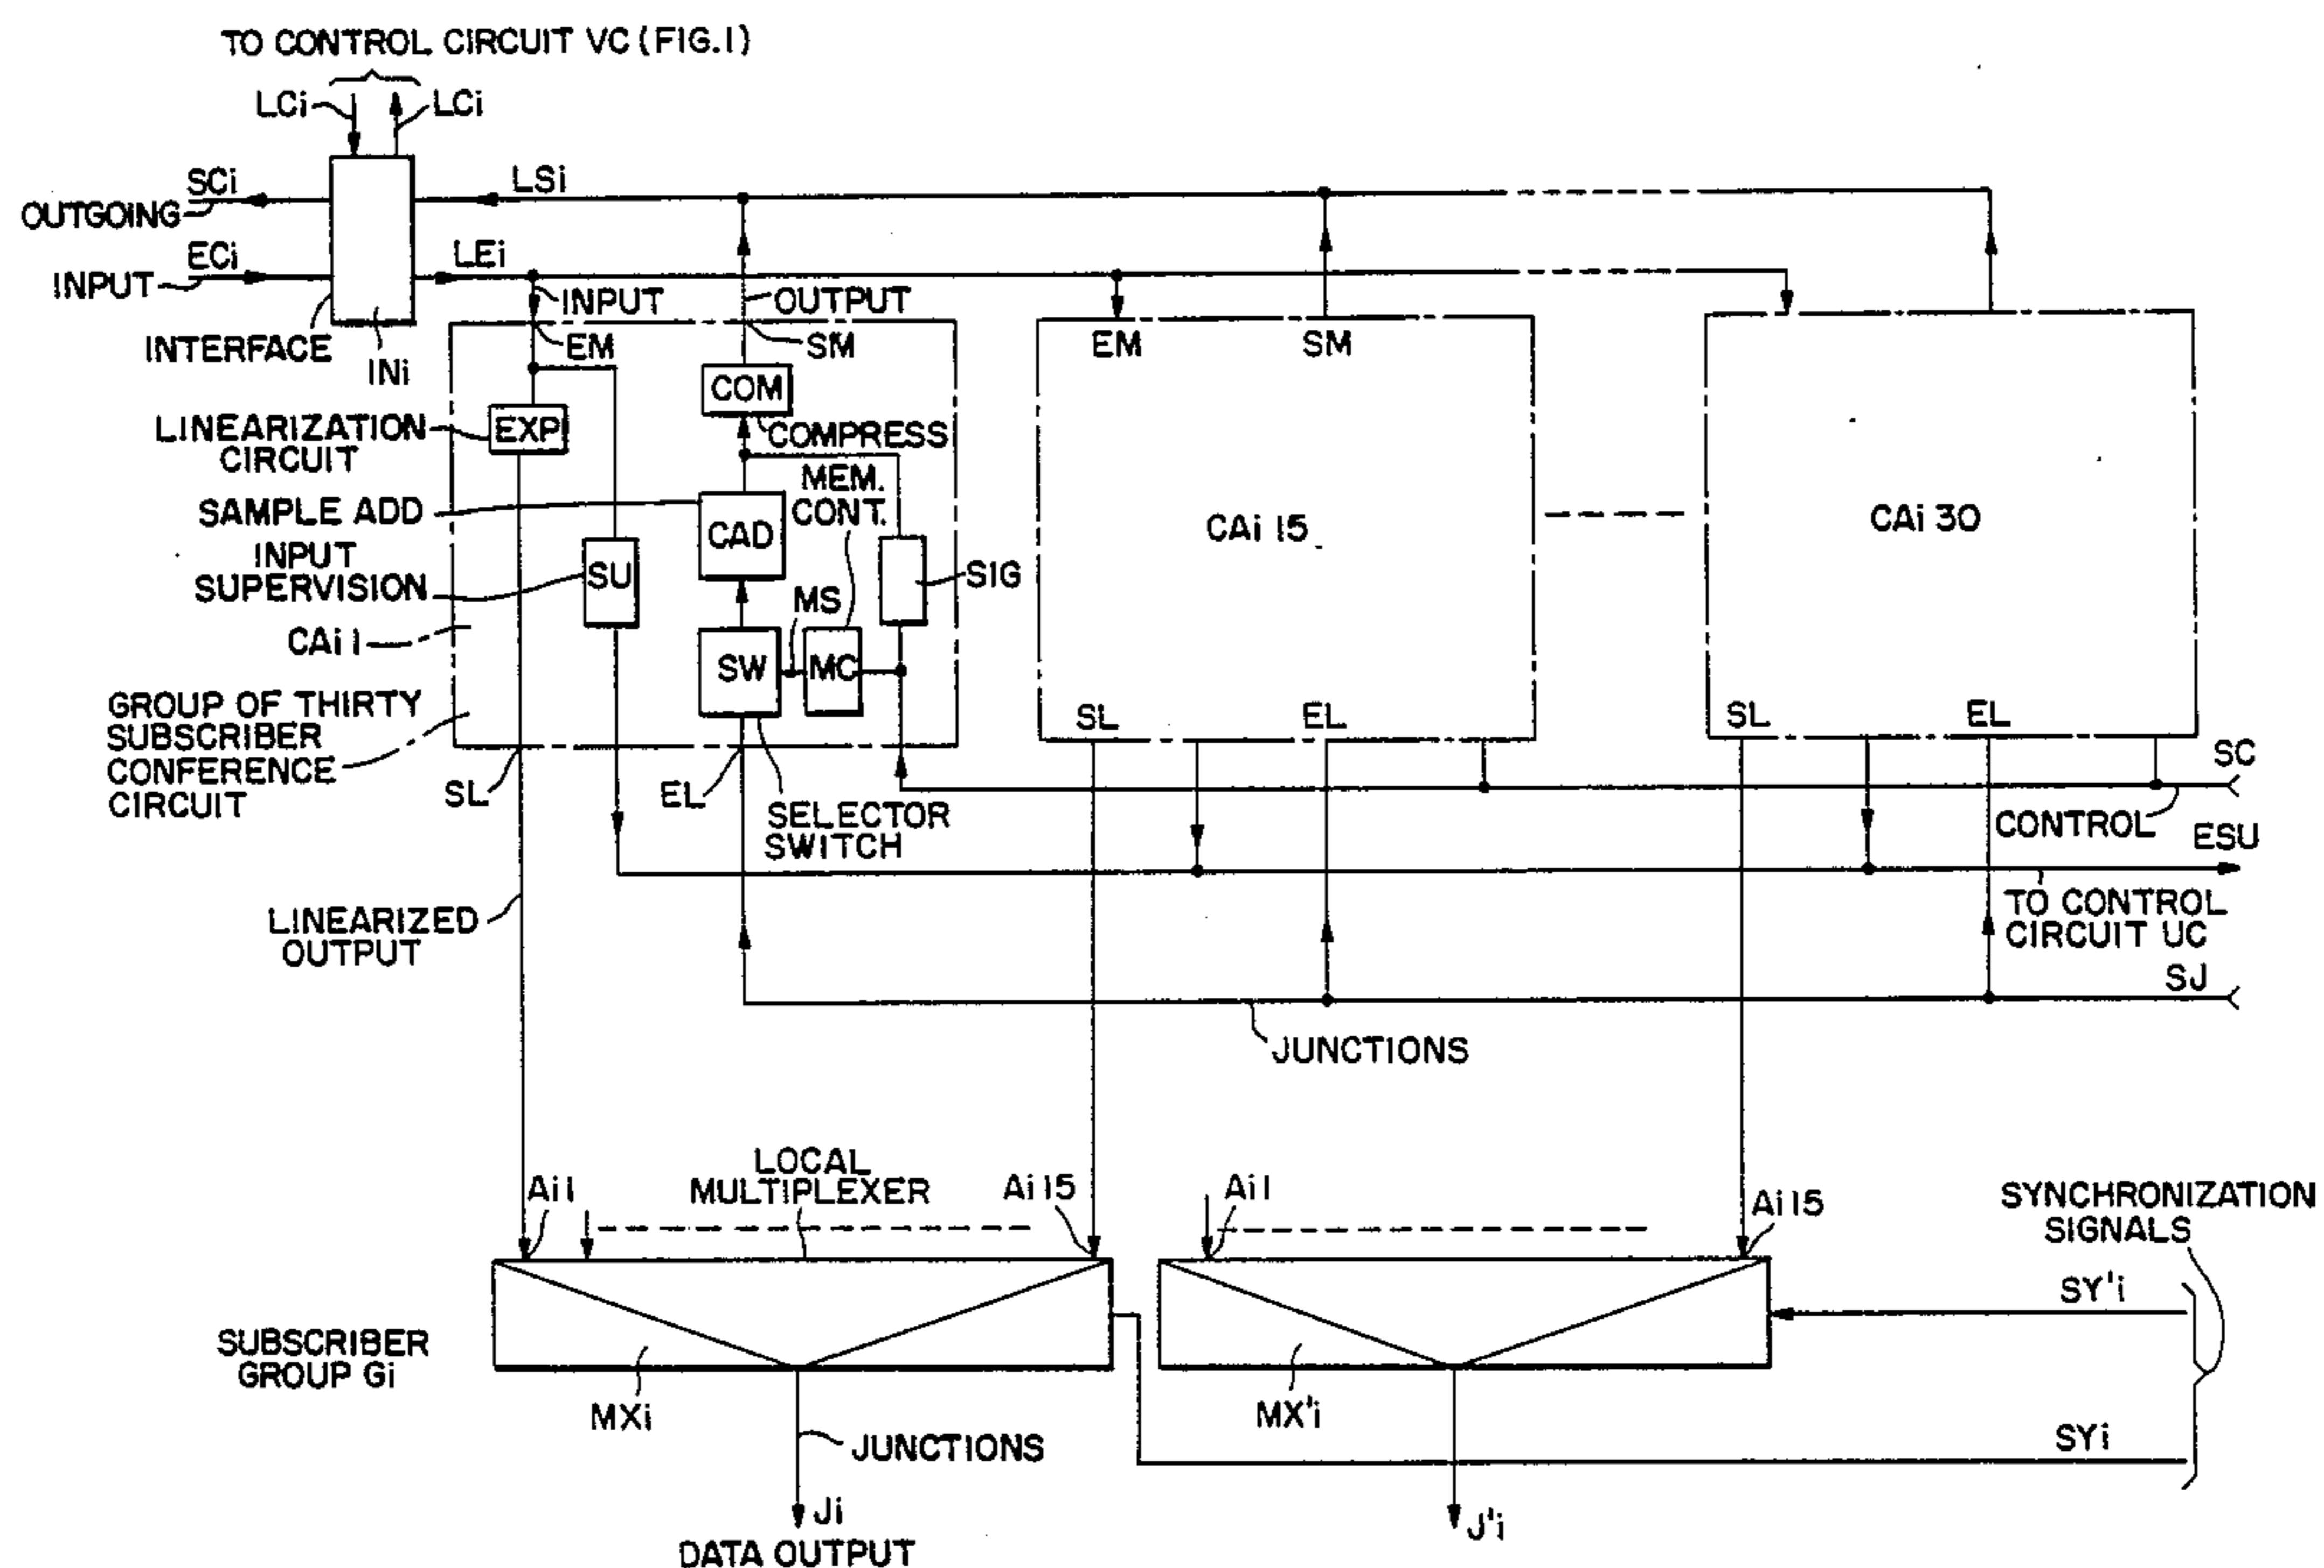 TO CONTROL CIRCUIT VC (FIG.1)
LCi
LCi
SCi
OUTGOING
LSi
ECi
INPUT
LEi
INPUT
OUTPUT
INTERFACE
INi
EM
SM
EM
SM
COM
LINEARIZATION
CIRCUIT
EXP
COMPRESS
MEM.
CONT.
SAMPLE ADD
CAD
CAi 15
CAi 30
INPUT
SUPERVISION
SU
SIG
MS
CAi 1
SW
MC
GROUP OF THIRTY
SUBSCRIBER
CONFERENCE
CIRCUIT
SL
EL
SL
EL
SC
SL
EL
SELECTOR
SWITCH
CONTROL
ESU
LINEARIZED
OUTPUT
TO CONTROL
CIRCUIT UC
SJ
JUNCTIONS
LOCAL
MULTIPLEXER
Ai 1
Ai 15
Ai 1
Ai 15
SYNCHRONIZATION
SIGNALS
SY'i
SUBSCRIBER
GROUP Gi
MXi
MX'i
JUNCTIONS
SYi
Ji
J'i
DATA OUTPUT